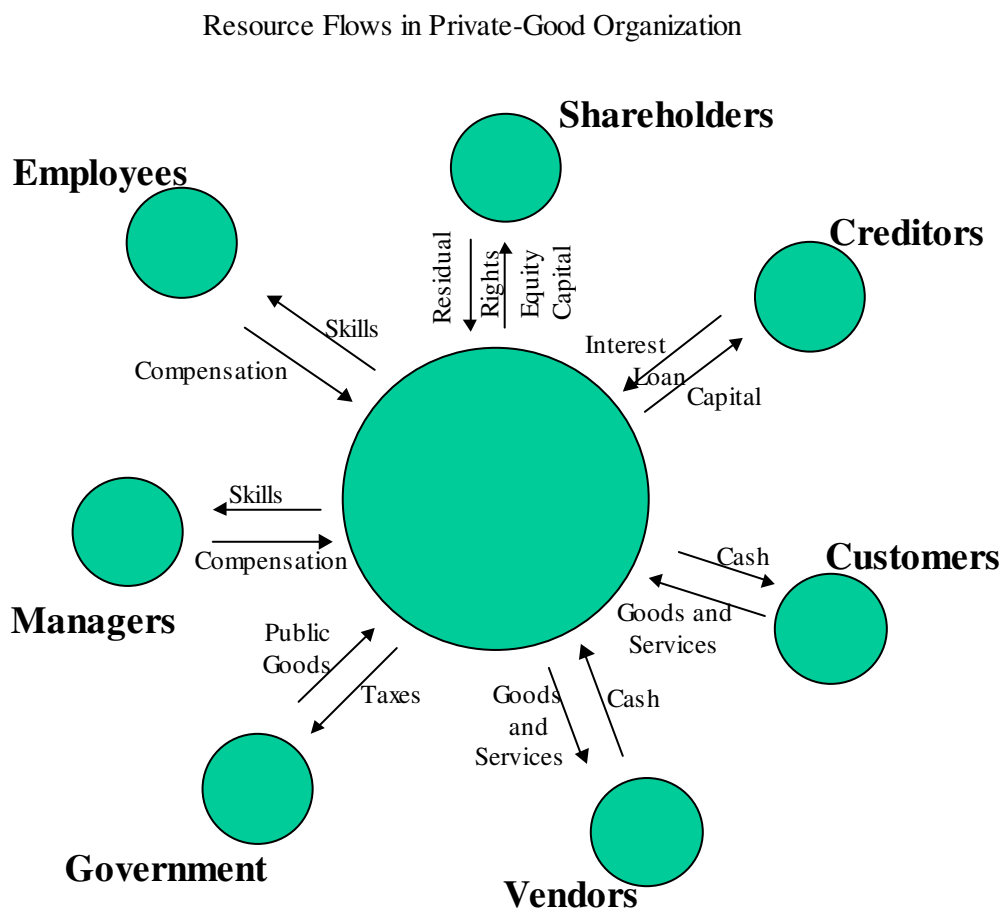 Resource Flows in Private-Good Organization
Shareholders
Employees
Creditors
Residual
Rights
Equity
Capital
Skills
Compensation
Interest
Loan
Capital
Skills
Compensation
Managers
Cash
Customers
Goods and
Services
Public
Goods
Taxes
Goods
and
Services
Cash
Government
Vendors